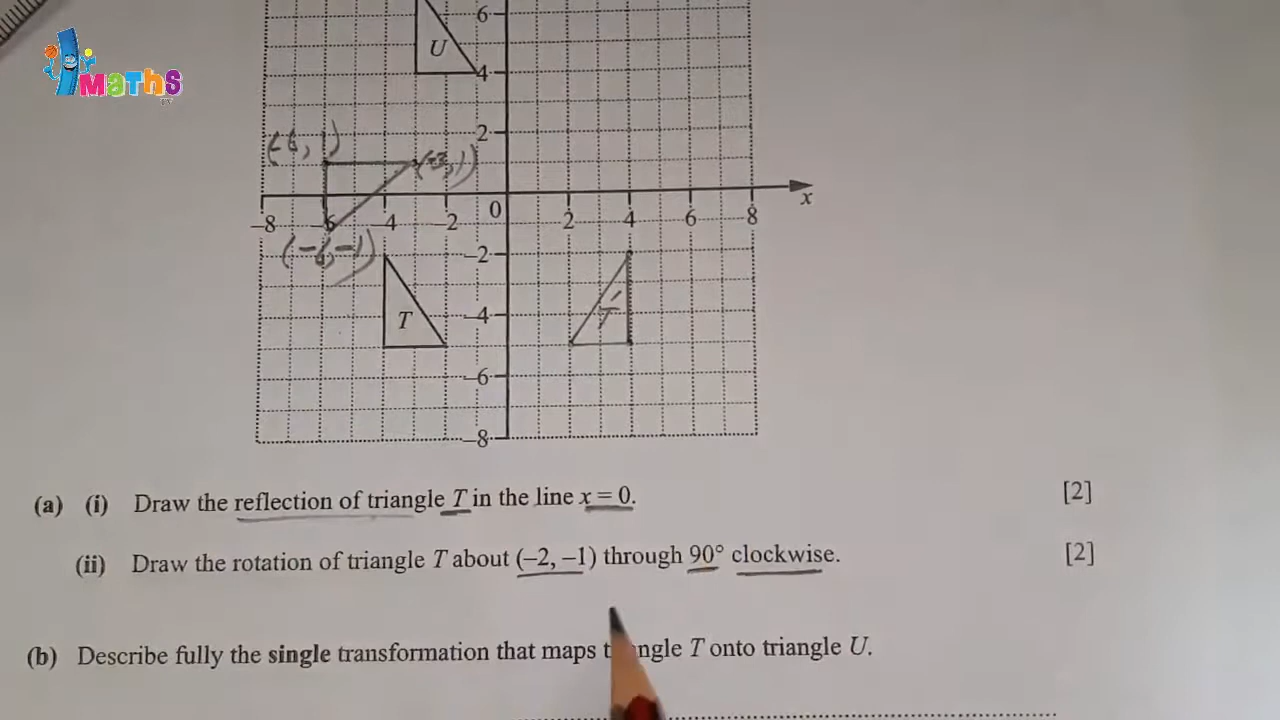 Maths
6
U
4
(-6, 1)
2
(-3, 1)
-8 -6 -4 -2 0 2 4 6 8 x
(-6, -1)
-2
T
-4
T'
-6
-8
(a) (i) Draw the reflection of triangle T in the line x = 0. [2]
(ii) Draw the rotation of triangle T about (–2, –1) through 90° clockwise. [2]
(b) Describe fully the single transformation that maps triangle T onto triangle U.